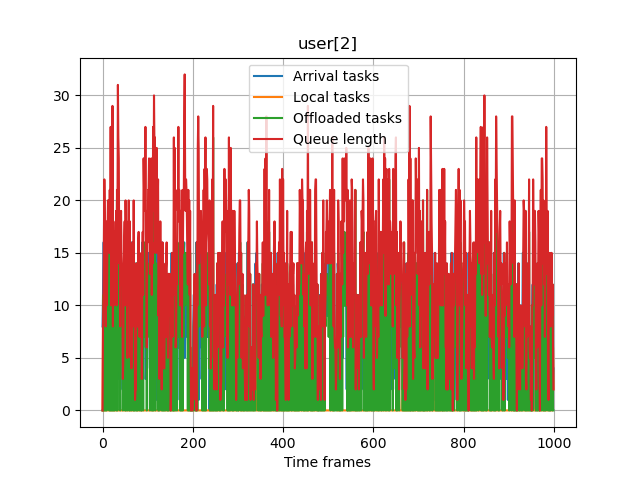 user[2]
Arrival tasks
Local tasks
Offloaded tasks
Queue length
30
25
20
15
10
5
0
0 200 400 600 800 1000
Time frames